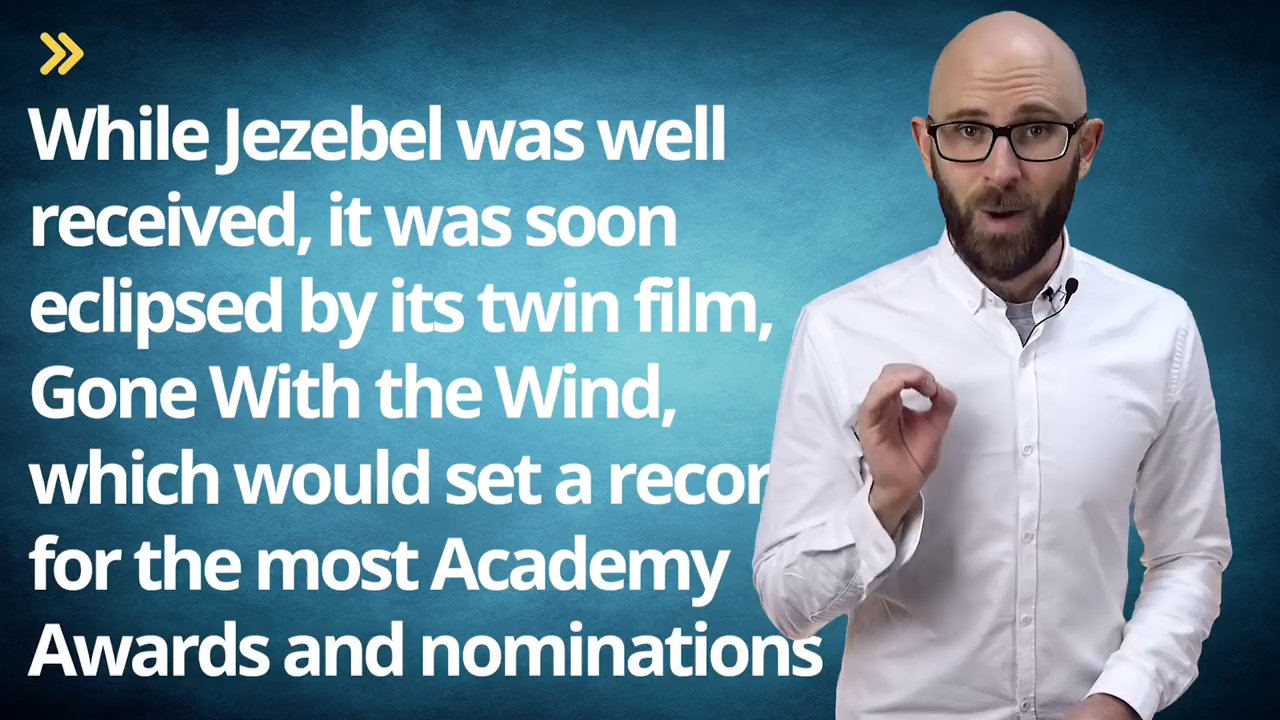 While Jezebel was well
received, it was soon
eclipsed by its twin film,
Gone With the Wind,
which would set a recor
for the most Academy
Awards and nominations